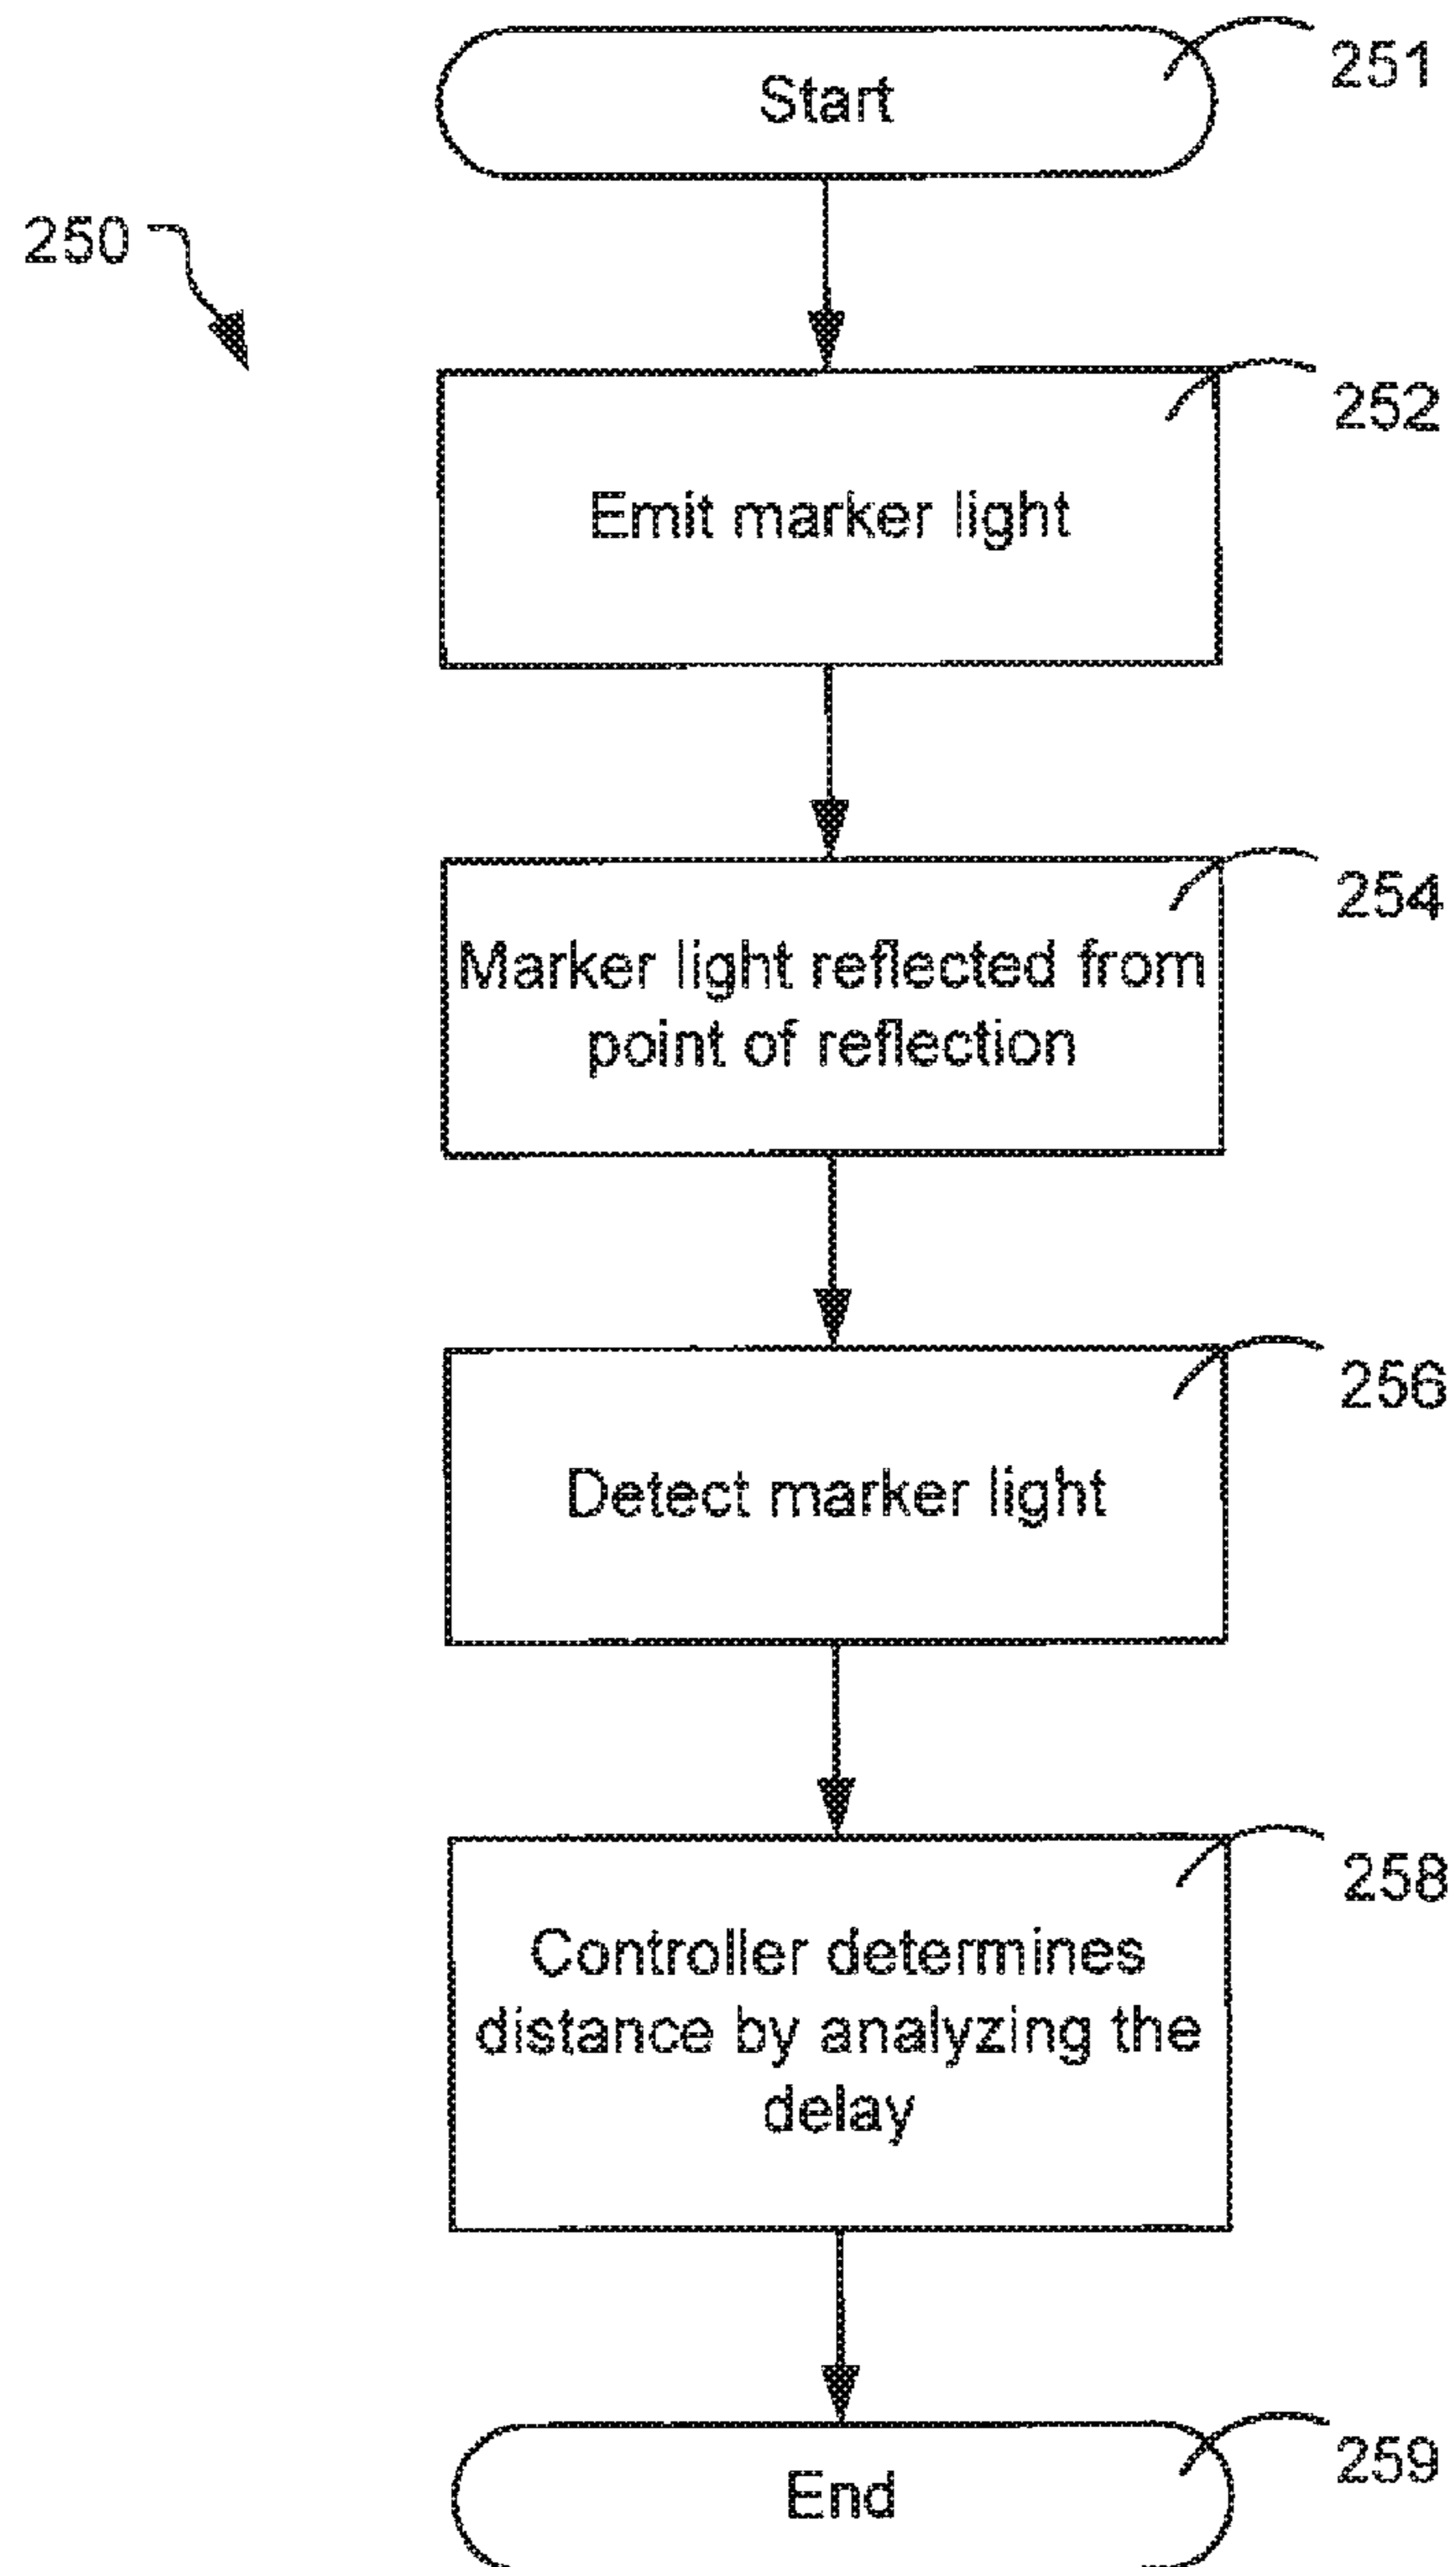 Start
251
250
252
Emit marker light
254
Marker light reflected from
point of reflection
256
Detect marker light
258
Controller determines
distance by analyzing the
delay
259
End